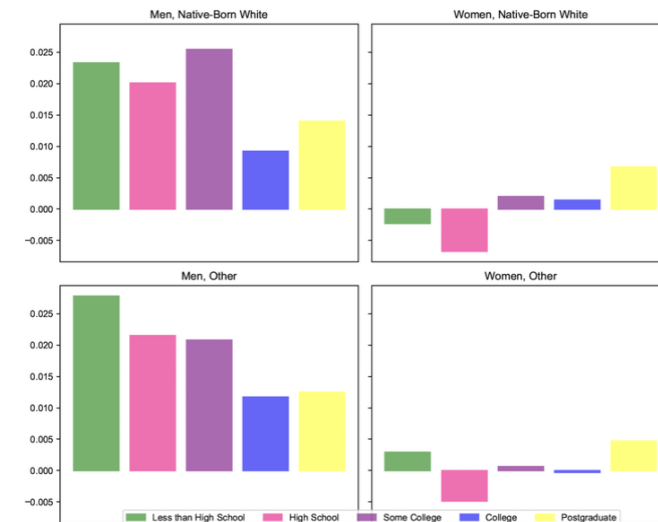 Men, Native-Born White
Women, Native-Born White
0.025
0.020
0.015
0.010
0.005
0.000
−0.005
Men, Other
Women, Other
0.025
0.020
0.015
0.010
0.005
0.000
−0.005
Less than High School High School Some College College Postgraduate